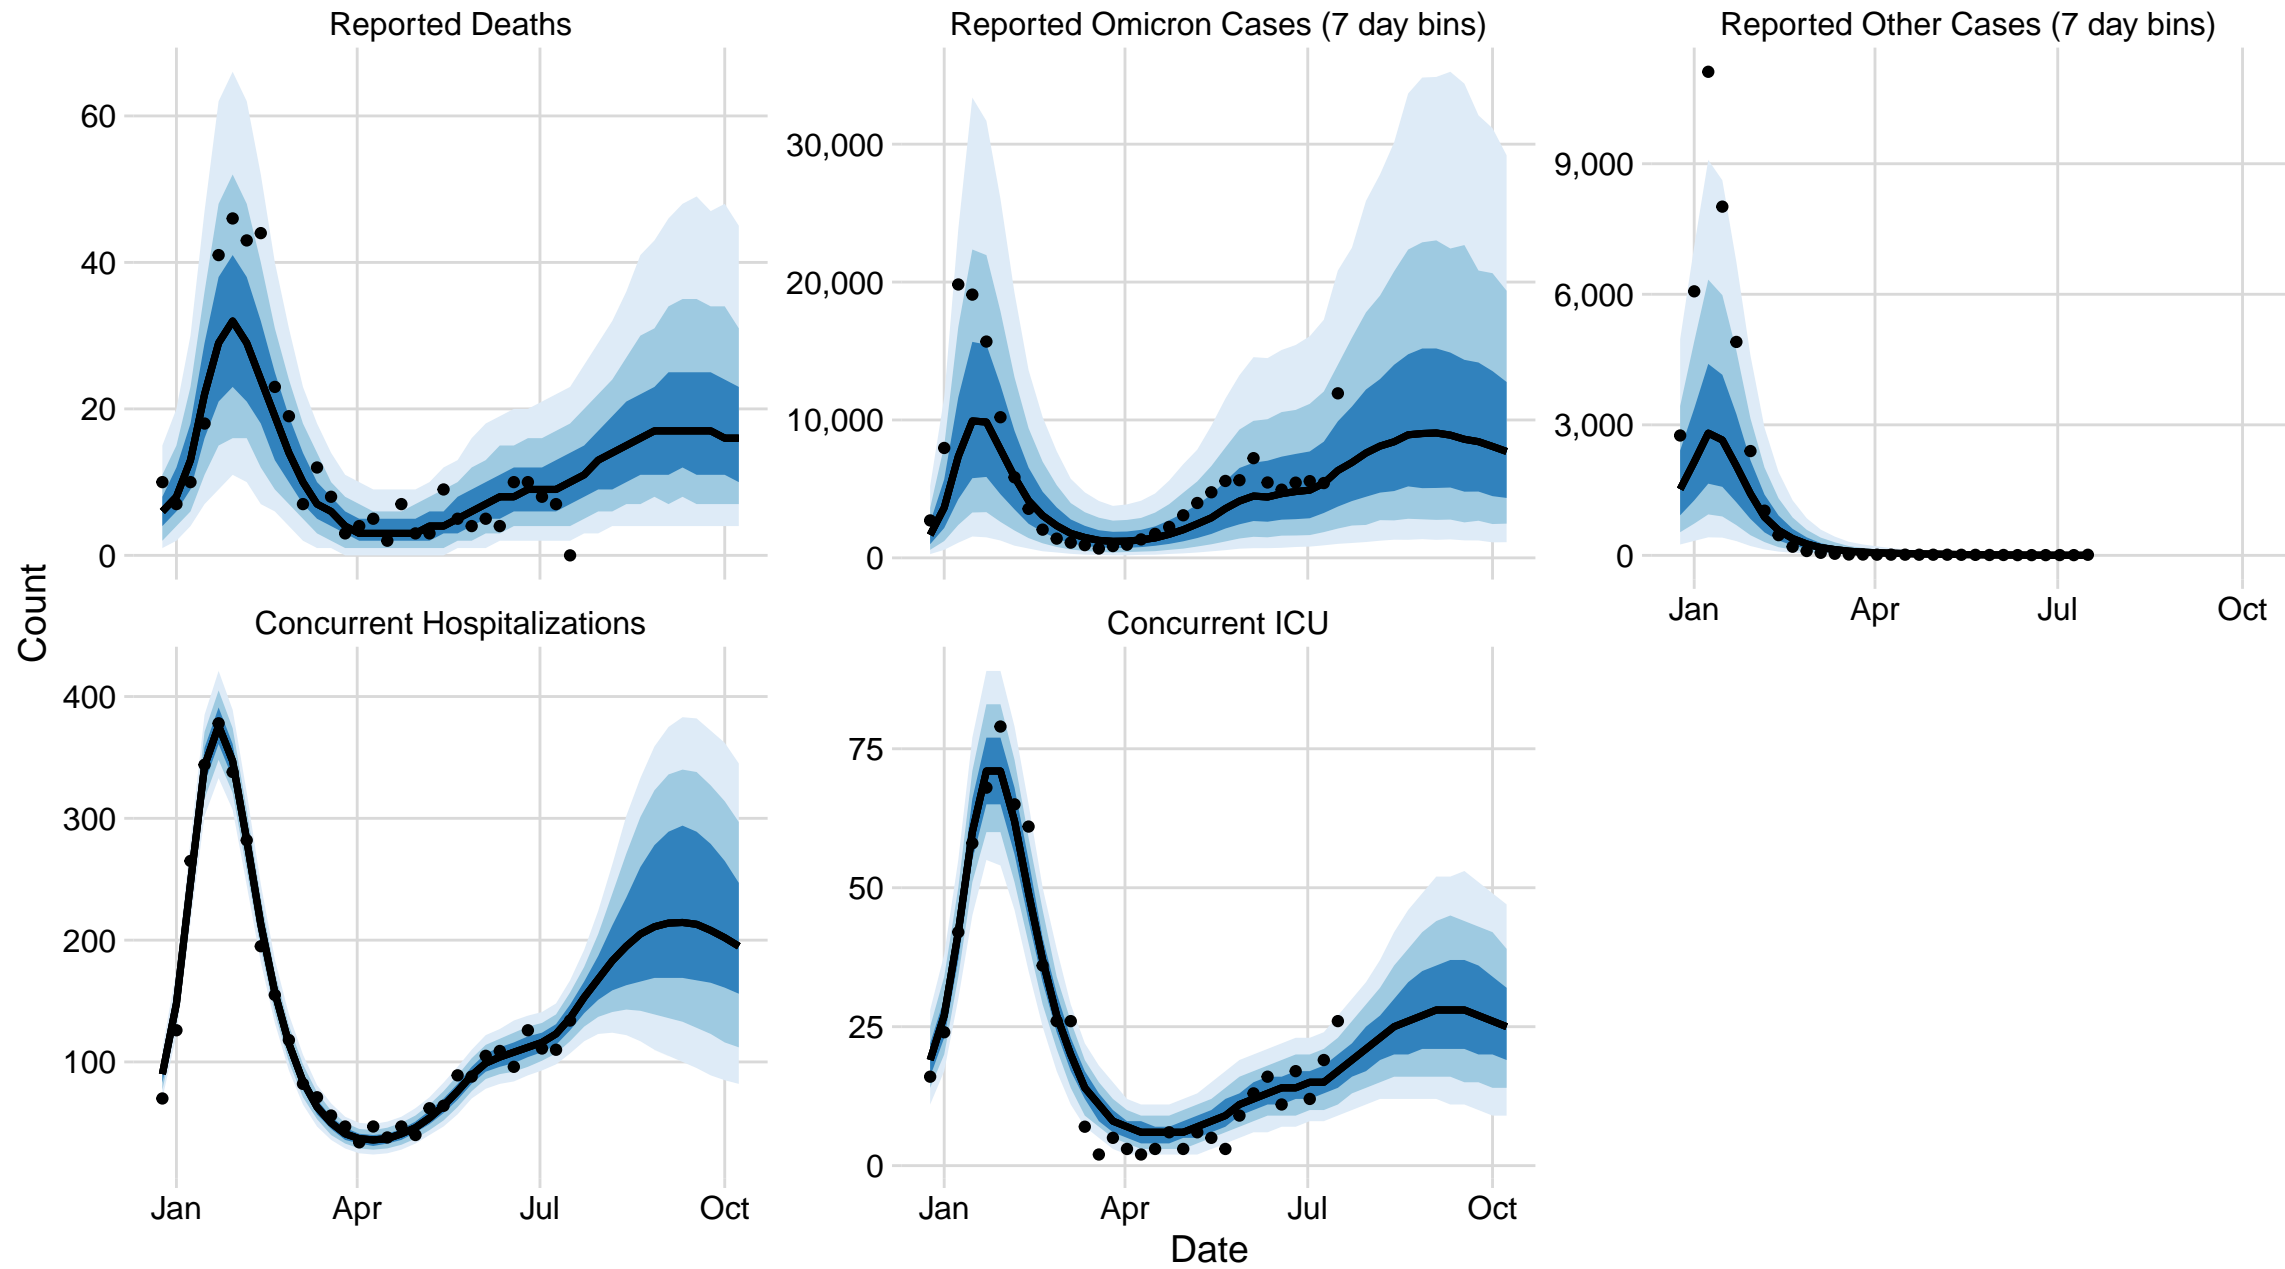 Reported Deaths
Reported Omicron Cases (7 day bins)
Reported Other Cases (7 day bins)
60
40
20
0
30,000
20,000
10,000
0
9,000
6,000
3,000
0
Jan Apr Jul Oct
Count
Concurrent Hospitalizations
Concurrent ICU
400
300
200
100
75
50
25
0
Jan Apr Jul Oct
Jan Apr Jul Oct
Date